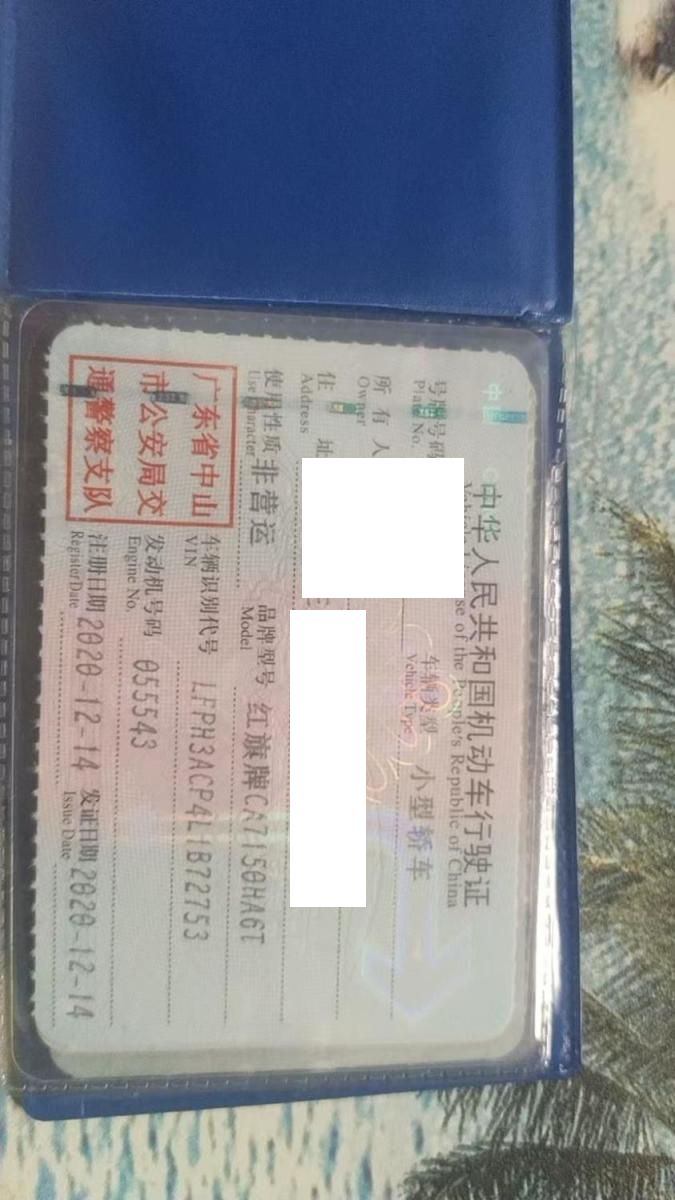 中华人民共和国机动车行驶证
se of the People's Republic of China
号牌号码
Plate No.
车辆类型 小型轿车
Vehicle Type
所有人
Owner
住址
Address
使用性质 非营运
Use Character
品牌型号 红旗牌CA7150HA6T
Model
广东省中山
市公安局交
通警察支队
车辆识别代号 LFPH3ACP4L1B72753
VIN
发动机号码 055543
Engine No.
注册日期 2020-12-14
Register Date
发证日期 2020-12-14
Issue Date